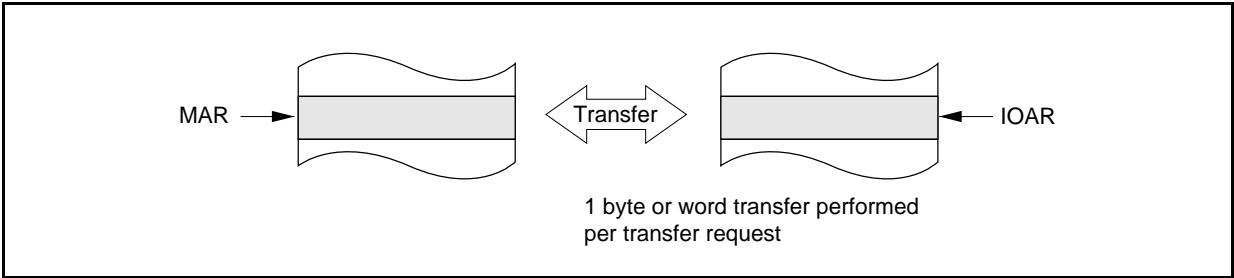 MAR
Transfer
IOAR
1 byte or word transfer performed
per transfer request